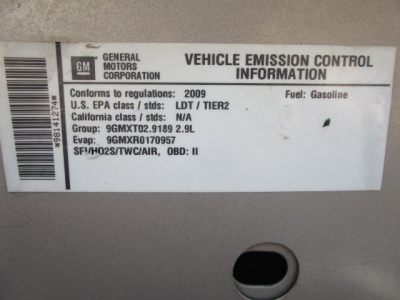 GM
GENERAL
MOTORS
CORPORATION
VEHICLE EMISSION CONTROL
INFORMATION
Conforms to regulations: 2009
Fuel: Gasoline
U.S. EPA class / stds: LDT / TIER2
California class / stds: N/A
Group: 9GMXT02.9189 2.9L
Evap: 9GMXR0170957
SFI/HO2S/TWC/AIR, OBD: II
*98141274*